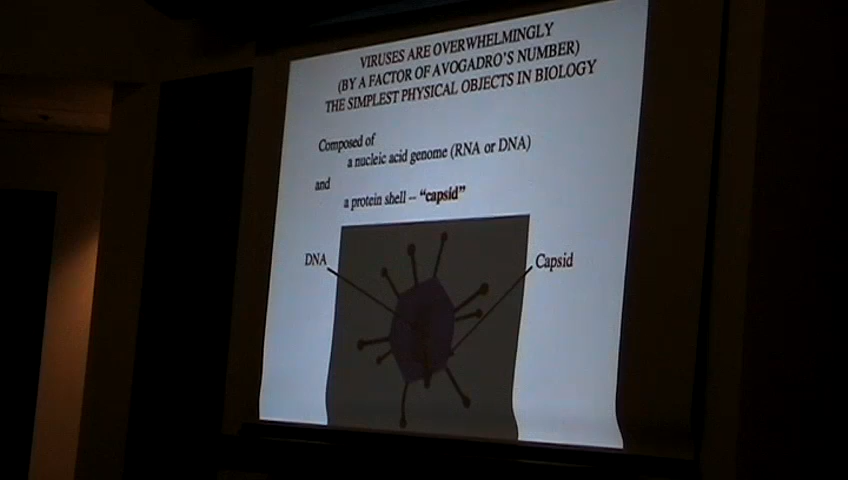 VIRUSES ARE OVERWHELMINGLY
(BY A FACTOR OF AVOGADRO'S NUMBER)
THE SIMPLEST PHYSICAL OBJECTS IN BIOLOGY
Composed of
a nucleic acid genome (RNA or DNA)
and
a protein shell – "capsid"
DNA
Capsid